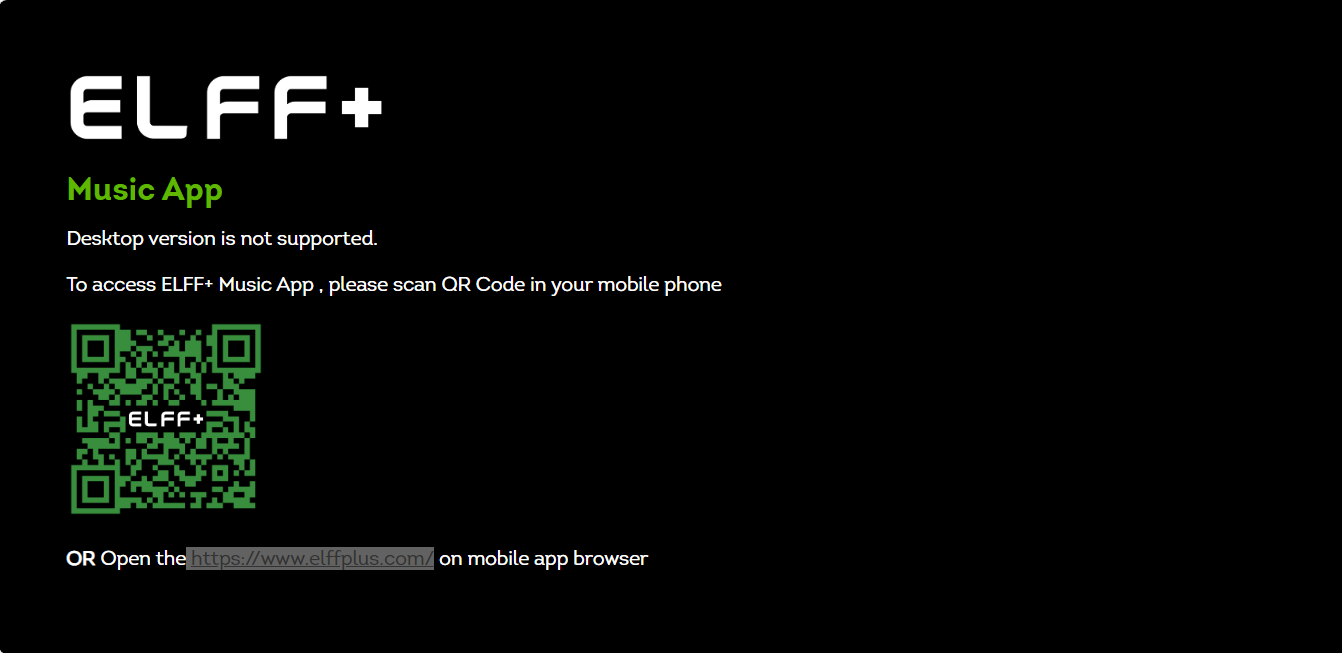 ELFF+
Music App
Desktop version is not supported.
To access ELFF+ Music App , please scan QR Code in your mobile phone
ELFF+
OR Open the https://www.elffplus.com/ on mobile app browser